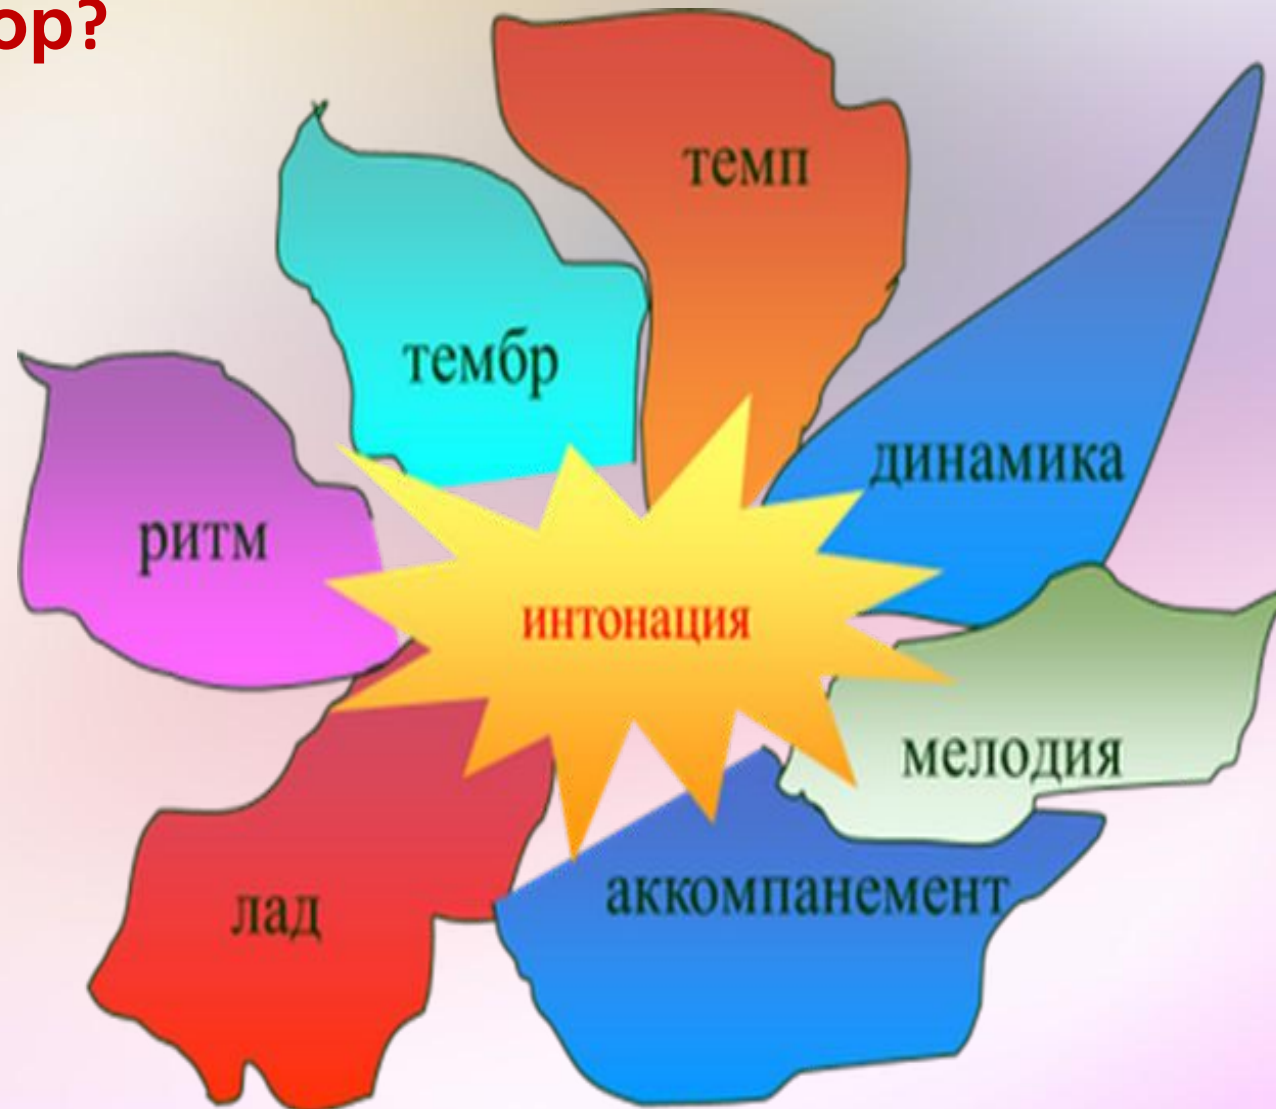 ор?
темп
тембр
динамика
ритм
интонация
мелодия
аккомпанемент
лад